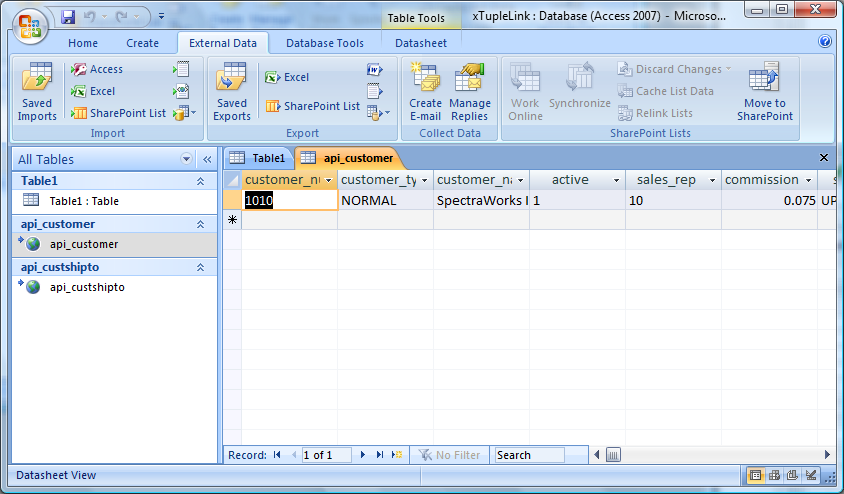 Table Tools
xTupleLink : Database (Access 2007) - Microso...
Home Create External Data Database Tools Datasheet
Saved Imports
Access
Excel
SharePoint List
Import
Saved Exports
Excel
SharePoint List
Export
Create E-mail
Manage Replies
Collect Data
Work Online
Synchronize
Discard Changes
Cache List Data
Relink Lists
Move to SharePoint
SharePoint Lists
All Tables
Table1
Table1 : Table
api_customer
api_customer
api_custshipto
api_custshipto
Table1 api_customer
customer_nu customer_ty customer_na active sales_rep commission s
1010 NORMAL SpectraWorks I 1 10 0.075 UP
Record: 1 of 1 No Filter Search
Datasheet View